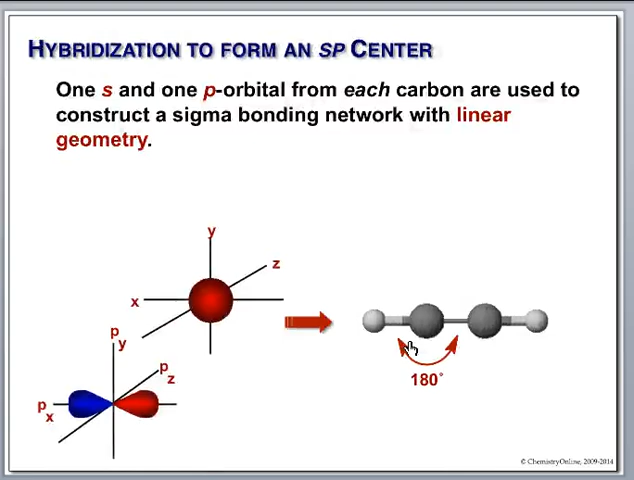 HYBRIDIZATION TO FORM AN SP CENTER
One s and one p-orbital from each carbon are used to
construct a sigma bonding network with linear
geometry.
y
z
x
p y
p z
p x
180°
© ChemistryOnline, 2009-2014